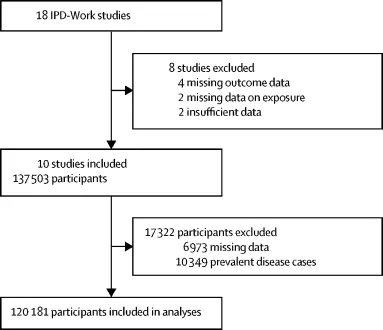 18 IPD-Work studies
8 studies excluded
4 missing outcome data
2 missing data on exposure
2 insufficient data
10 studies included
137 503 participants
17 322 participants excluded
6973 missing data
10 349 prevalent disease cases
120 181 participants included in analyses